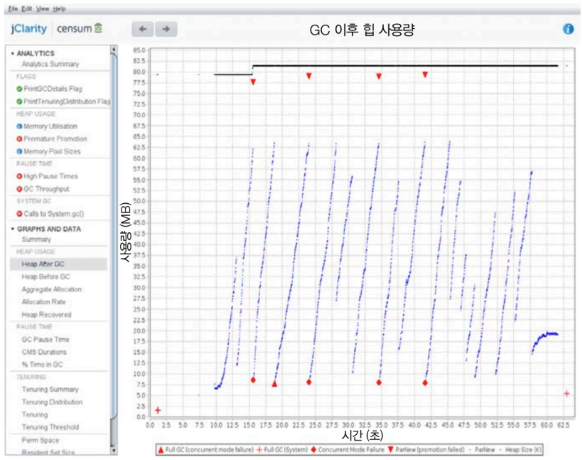 File Edit View Help
jClarity censum
GC 이후 힙 사용량
ANALYTICS
Analytics Summary
FLAGS
PrintGCDetails Flag
PrintTenuringDistribution Flag
HEAP USAGE
Memory Utilisation
Premature Promotion
Memory Pool Sizes
PAUSE TIME
High Pause Times
GC Throughput
SYSTEM GC
Calls to System.gc()
GRAPHS AND DATA
Summary
HEAP USAGE
Heap After GC
Heap Before GC
Aggregate Allocation
Allocation Rate
Heap Recovered
PAUSE TIME
GC Pause Time
CMS Durations
% Time in GC
TENURING
Tenuring Summary
Tenuring Distribution
Tenuring
Tenuring Threshold
Perm Space
Resident Set Size
사용량 (MB)
85.0
82.5
80.0
77.5
75.0
72.5
70.0
67.5
65.0
62.5
60.0
57.5
55.0
52.5
50.0
47.5
45.0
42.5
40.0
37.5
35.0
32.5
30.0
27.5
25.0
22.5
20.0
17.5
15.0
12.5
10.0
7.5
5.0
2.5
0.0
0.0 2.5 5.0 7.5 10.0 12.5 15.0 17.5 20.0 22.5 25.0 27.5 30.0 32.5 35.0 37.5 40.0 42.5 45.0 47.5 50.0 52.5 55.0 57.5 60.0 62.5
시간 (초)
Full GC (concurrent mode failure) Full GC (System) Concurrent Mode Failure ParNew (promotion failed) ParNew Heap Size (K)